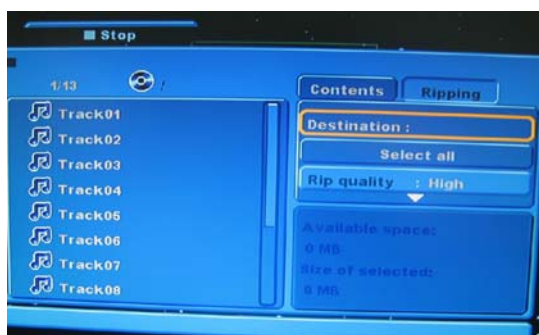 Stop
1/13 /
Track01
Track02
Track03
Track04
Track05
Track06
Track07
Track08
Contents Ripping
Destination :
Select all
Rip quality : High
Available space:
0 MB
Size of selected:
0 MB